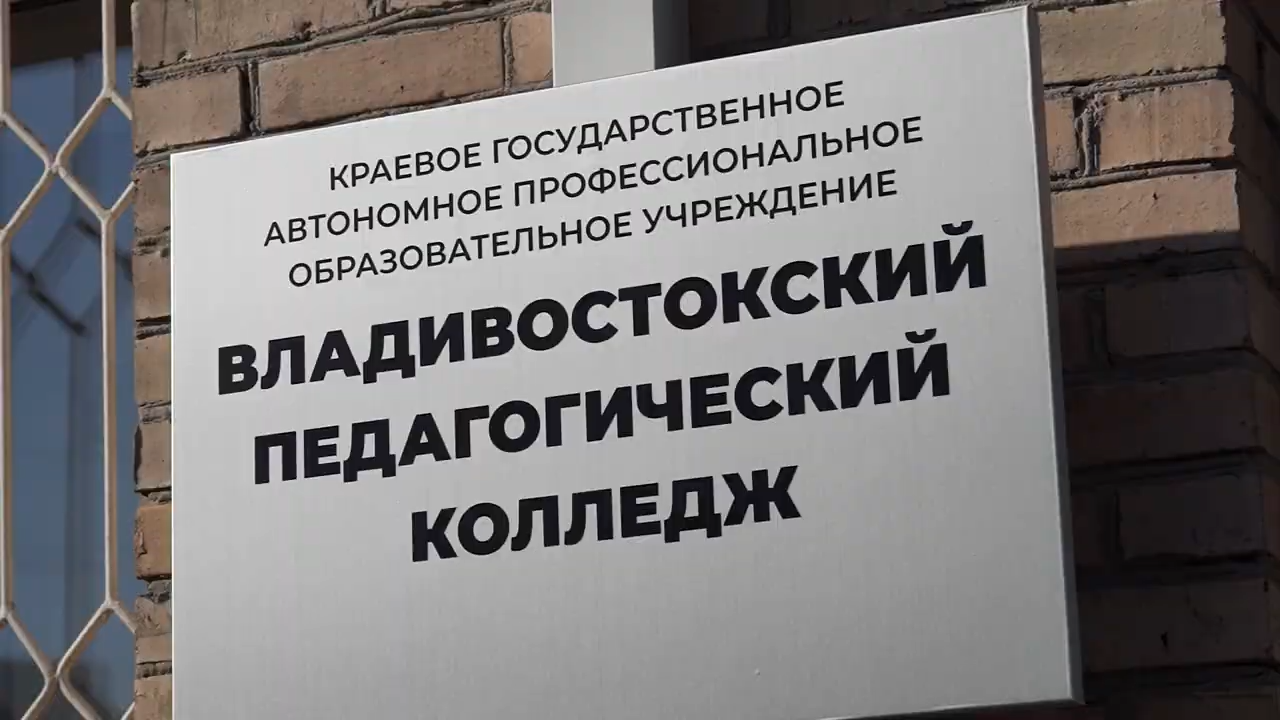 КРАЕВОЕ ГОСУДАРСТВЕННОЕ
АВТОНОМНОЕ ПРОФЕССИОНАЛЬНОЕ
ОБРАЗОВАТЕЛЬНОЕ УЧРЕЖДЕНИЕ
ВЛАДИВОСТОКСКИЙ
ПЕДАГОГИЧЕСКИЙ
КОЛЛЕДЖ